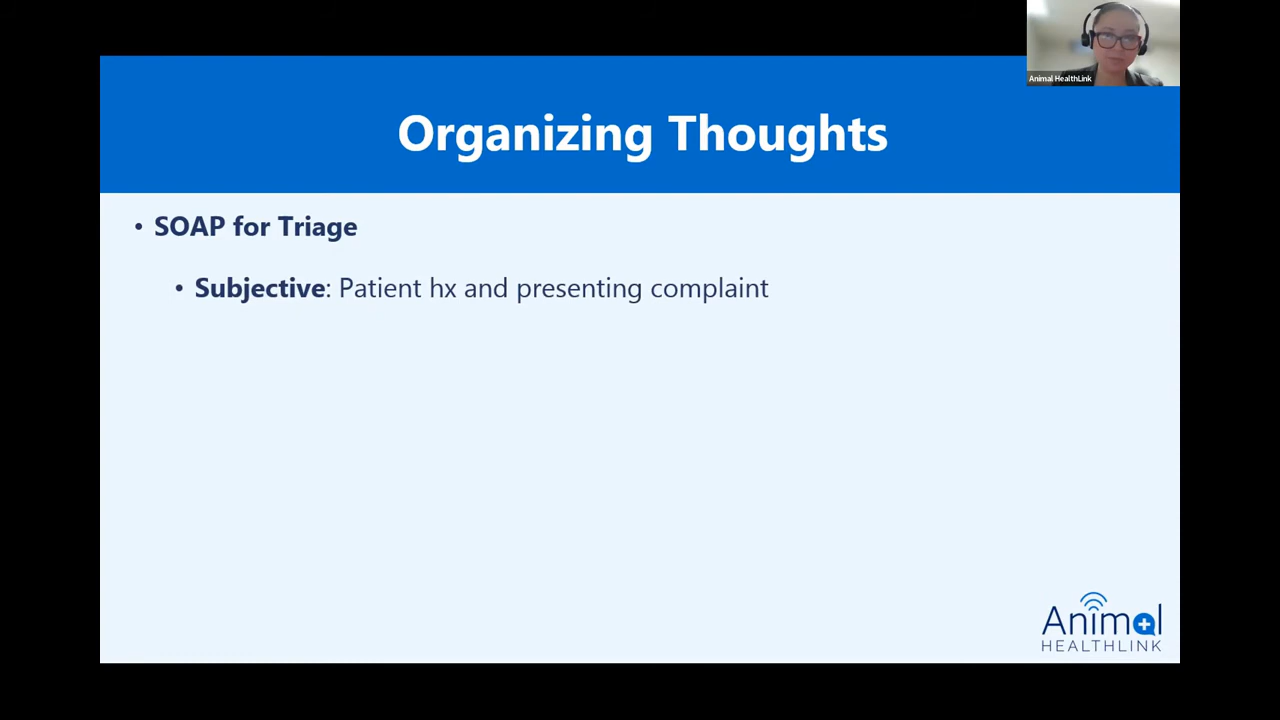 Animal HealthLink
Organizing Thoughts
• SOAP for Triage
• Subjective: Patient hx and presenting complaint
Animal
HEALTHLINK